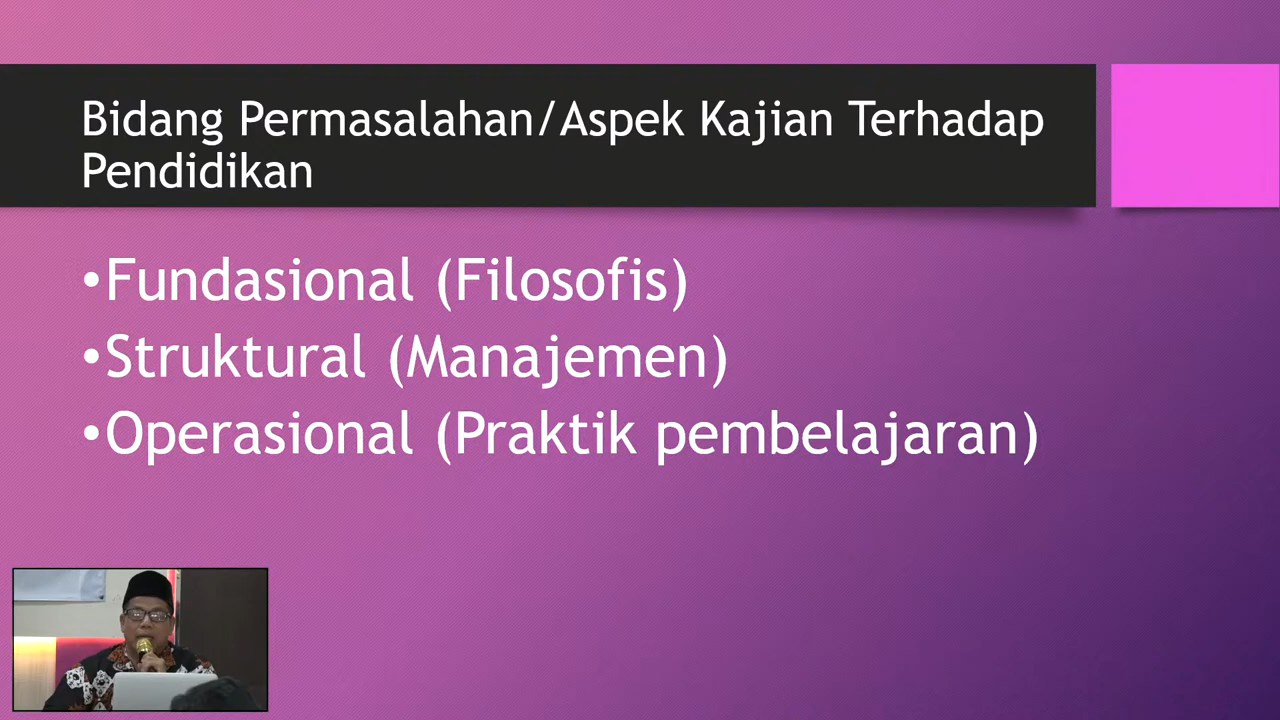 Bidang Permasalahan/Aspek Kajian Terhadap
Pendidikan
•Fundasional (Filosofis)
•Struktural (Manajemen)
•Operasional (Praktik pembelajaran)